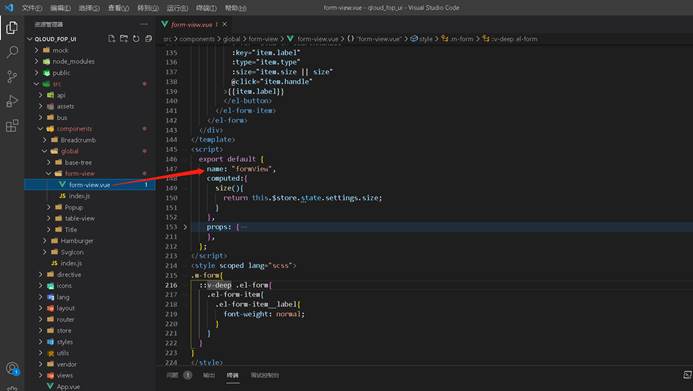 文件(F) 编辑(E) 选择(S) 查看(V) 转到(G) 运行(R) 终端(T) 帮助(H)
form-view.vue - qloud_fop_ui - Visual Studio Code
资源管理器
QLOUD_FOP_UI
mock
node_modules
public
src
api
assets
bus
components
Breadcrumb
global
base-tree
form-view
form-view.vue 1
index.js
Popup
table-view
Title
Hamburger
SvgIcon
index.js
directive
icons
lang
layout
router
store
styles
utils
vendor
views
App.vue
form-view.vue 1
src > components > global > form-view > form-view.vue > {} "form-view.vue" > style > .m-form > ::v-deep .el-form
135 :key="item.label"
136 :type="item.type"
137 :size="item.size || size"
138 @click="item.handle"
139 >{{item.label}}
140 </el-button>
141 </el-form-item>
142 </el-form>
143 </div>
144 </template>
145 <script>
146 export default {
147 name: "formView",
148 computed:{
149 size(){
150 return this.$store.state.settings.size;
151 }
152 },
153 props: {
211 },
212 };
213 </script>
214 <style scoped lang="scss">
215 .m-form{
216 ::v-deep .el-form{
217 .el-form-item{
218 .el-form-item__label{
219 font-weight: normal;
220 }
221 }
222 }
223 }
224 </style>
问题 1 输出 终端 调试控制台
1